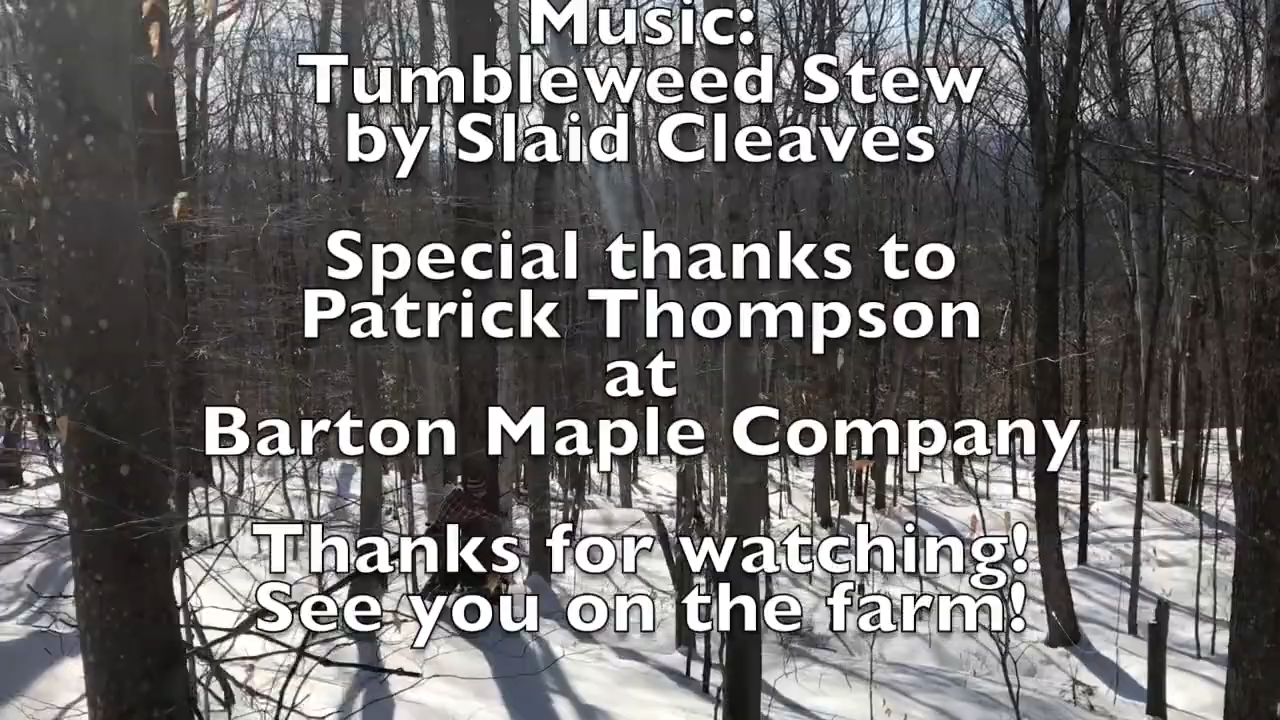 Music:
Tumbleweed Stew
by Slaid Cleaves
Special thanks to
Patrick Thompson
at
Barton Maple Company
Thanks for watching!
See you on the farm!